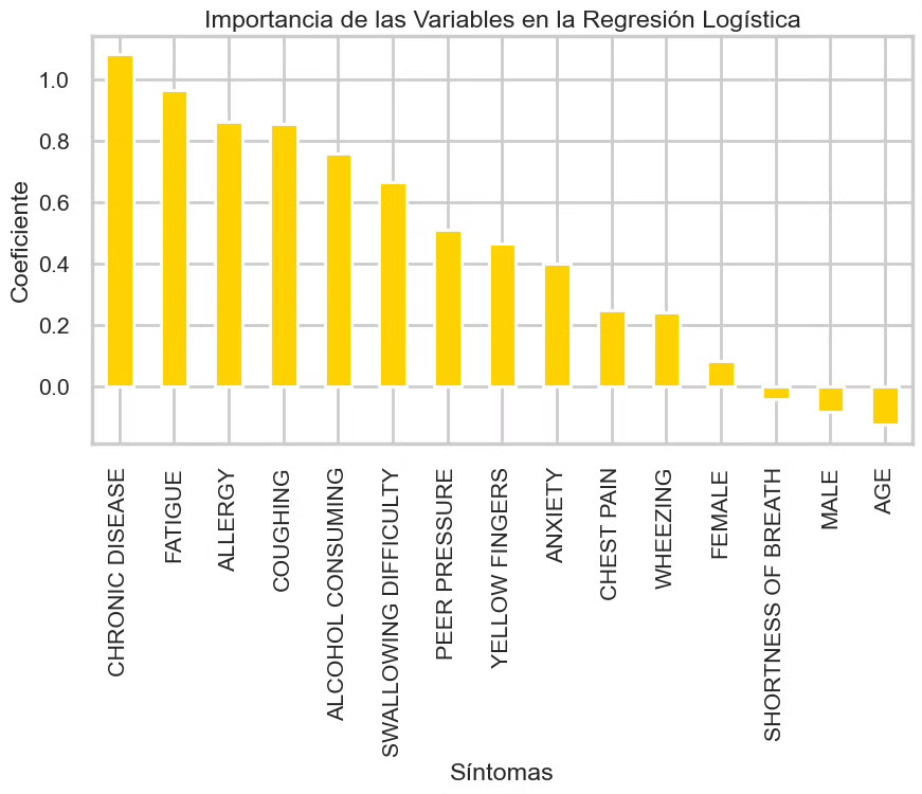 Importancia de las Variables en la Regresión Logística
Coeficiente
1.0
0.8
0.6
0.4
0.2
0.0
CHRONIC DISEASE
FATIGUE
ALLERGY
COUGHING
ALCOHOL CONSUMING
SWALLOWING DIFFICULTY
PEER PRESSURE
YELLOW FINGERS
ANXIETY
CHEST PAIN
WHEEZING
FEMALE
SHORTNESS OF BREATH
MALE
AGE
Síntomas